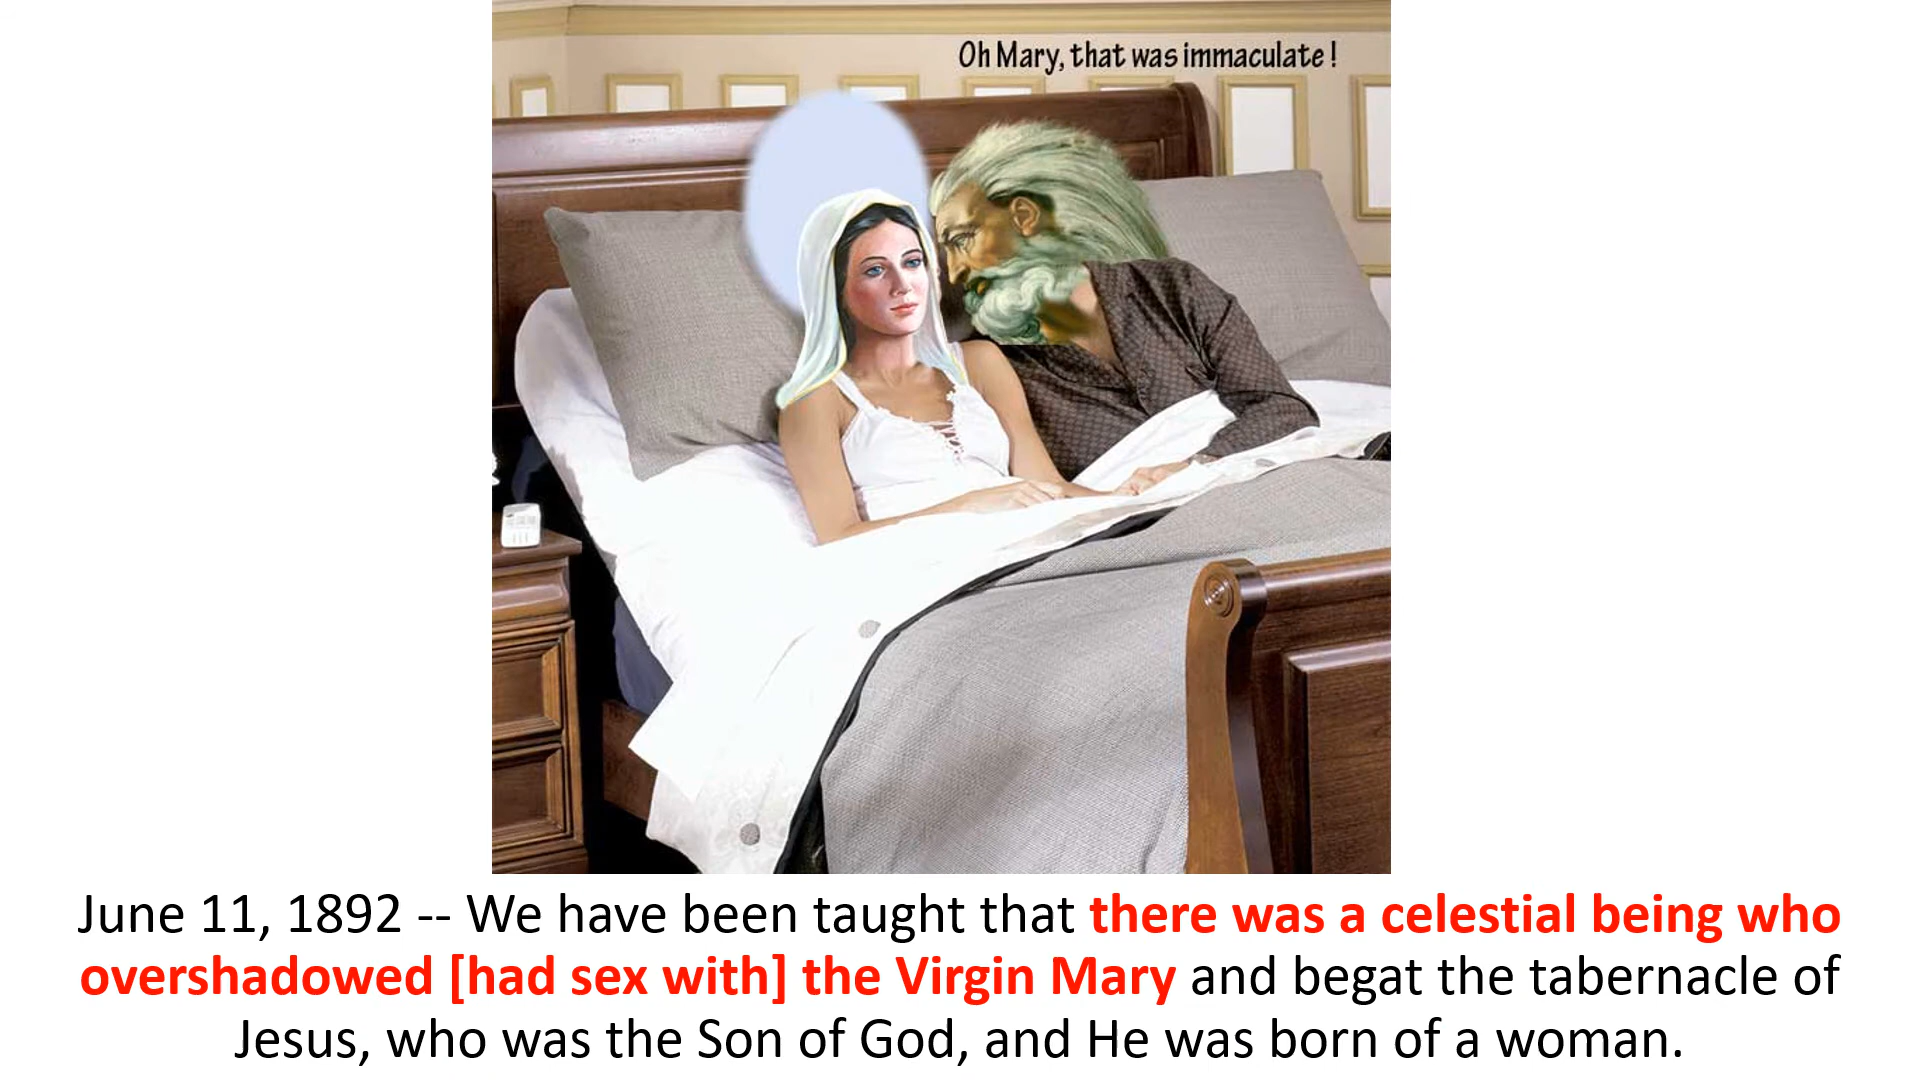 Oh Mary, that was immaculate !
June 11, 1892 -- We have been taught that there was a celestial being who
overshadowed [had sex with] the Virgin Mary and begat the tabernacle of
Jesus, who was the Son of God, and He was born of a woman.